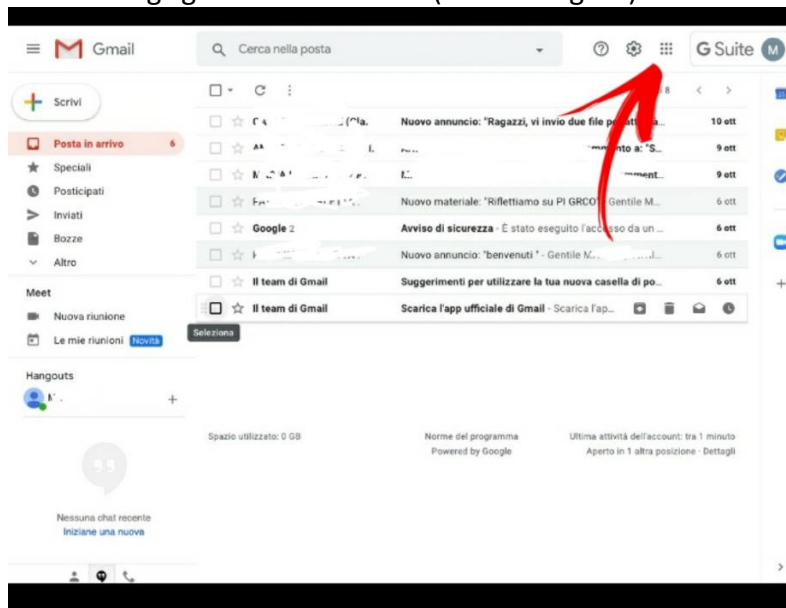 Gmail
Cerca nella posta
G Suite
M
Scrivi
Posta in arrivo 6
Speciali
Posticipati
Inviati
Bozze
Altro
Meet
Nuova riunione
Le mie riunioni Novità
Hangouts
Nessuna chat recente
Iniziane una nuova
8
Nuovo annuncio: "Ragazzi, vi invio due file 10 ott
a: "S... 9 ott
9 ott
Nuovo materiale: "Riflettiamo su PI GRCO" Gentile M... 6 ott
Google 2 Avviso di sicurezza - È stato eseguito l'accesso da un ... 6 ott
Nuovo annuncio: "benvenuti " - Gentile 6 ott
Il team di Gmail Suggerimenti per utilizzare la tua nuova casella di po... 6 ott
Il team di Gmail Scarica l'app ufficiale di Gmail - Scarica l'ap...
Seleziona
Spazio utilizzato: 0 GB
Norme del programma
Powered by Google
Ultima attività dell'account: tra 1 minuto
Aperto in 1 altra posizione - Dettagli